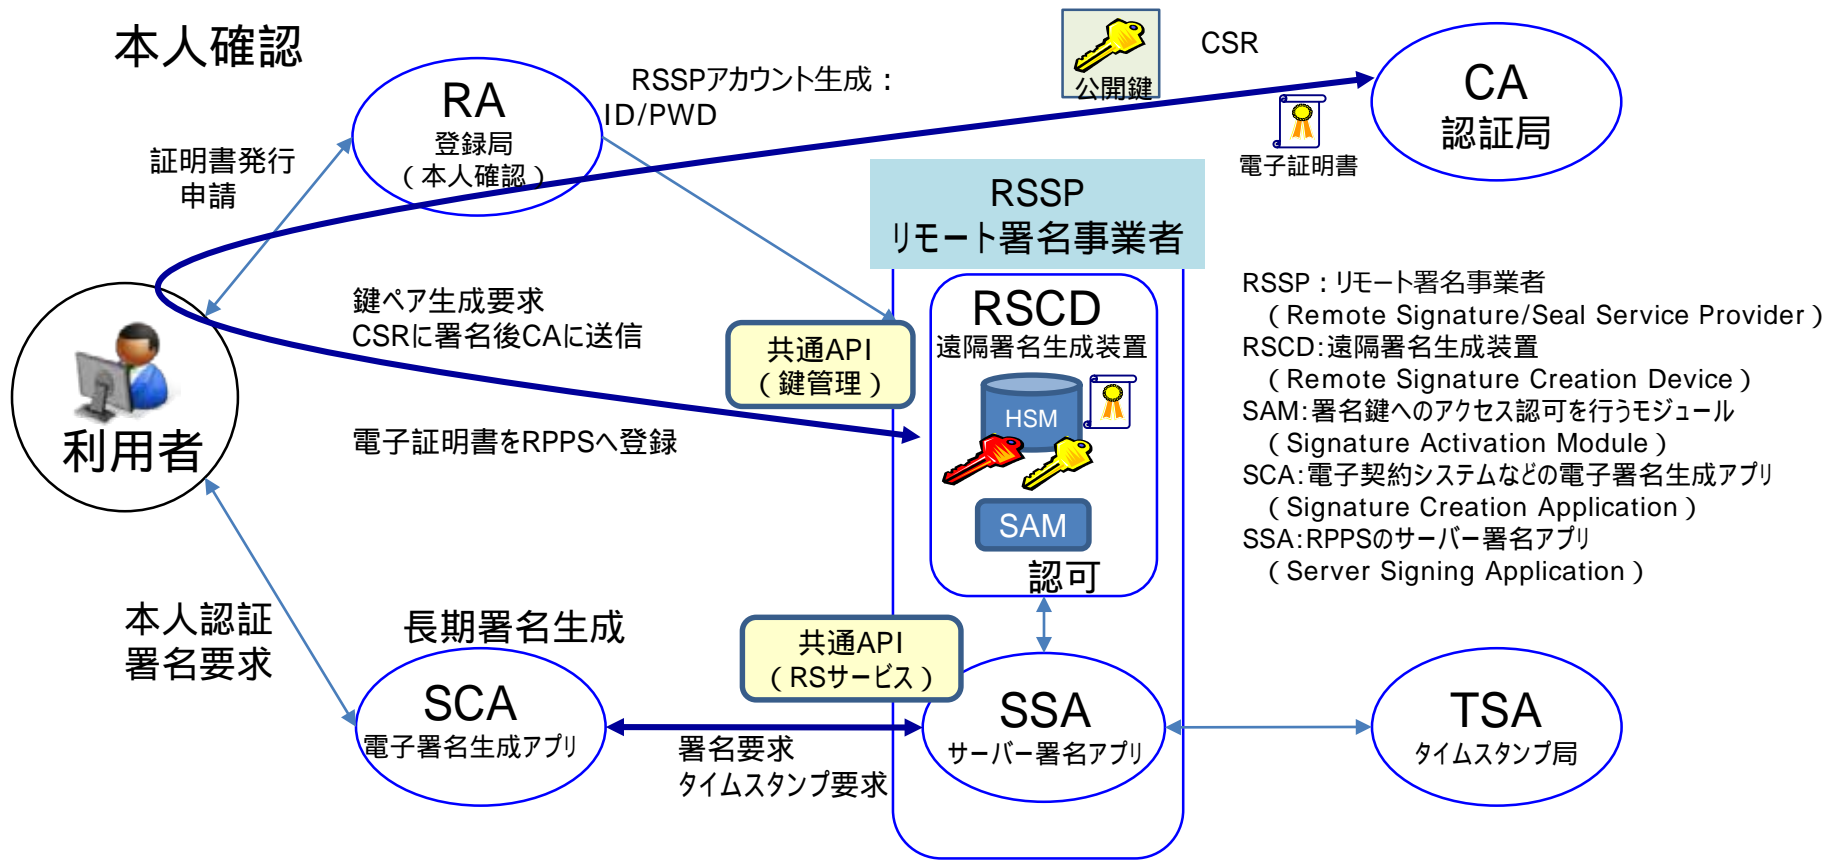 本人確認
RA
登録局
（本人確認）
RSSPアカウント生成：
ID/PWD
公開鍵
CSR
CA
認証局
電子証明書
証明書発行
申請
RSSP
リモート署名事業者
利用者
鍵ペア生成要求
CSRに署名後CAに送信
電子証明書をRPPSへ登録
共通API
（鍵管理）
RSCD
遠隔署名生成装置
HSM
SAM
認可
RSSP：リモート署名事業者
（Remote Signature/Seal Service Provider）
RSCD:遠隔署名生成装置
（Remote Signature Creation Device）
SAM:署名鍵へのアクセス認可を行うモジュール
（Signature Activation Module）
SCA:電子契約システムなどの電子署名生成アプリ
（Signature Creation Application）
SSA:RPPSのサーバー署名アプリ
（Server Signing Application）
本人認証
署名要求
長期署名生成
SCA
電子署名生成アプリ
共通API
（RSサービス）
署名要求
タイムスタンプ要求
SSA
サーバー署名アプリ
TSA
タイムスタンプ局